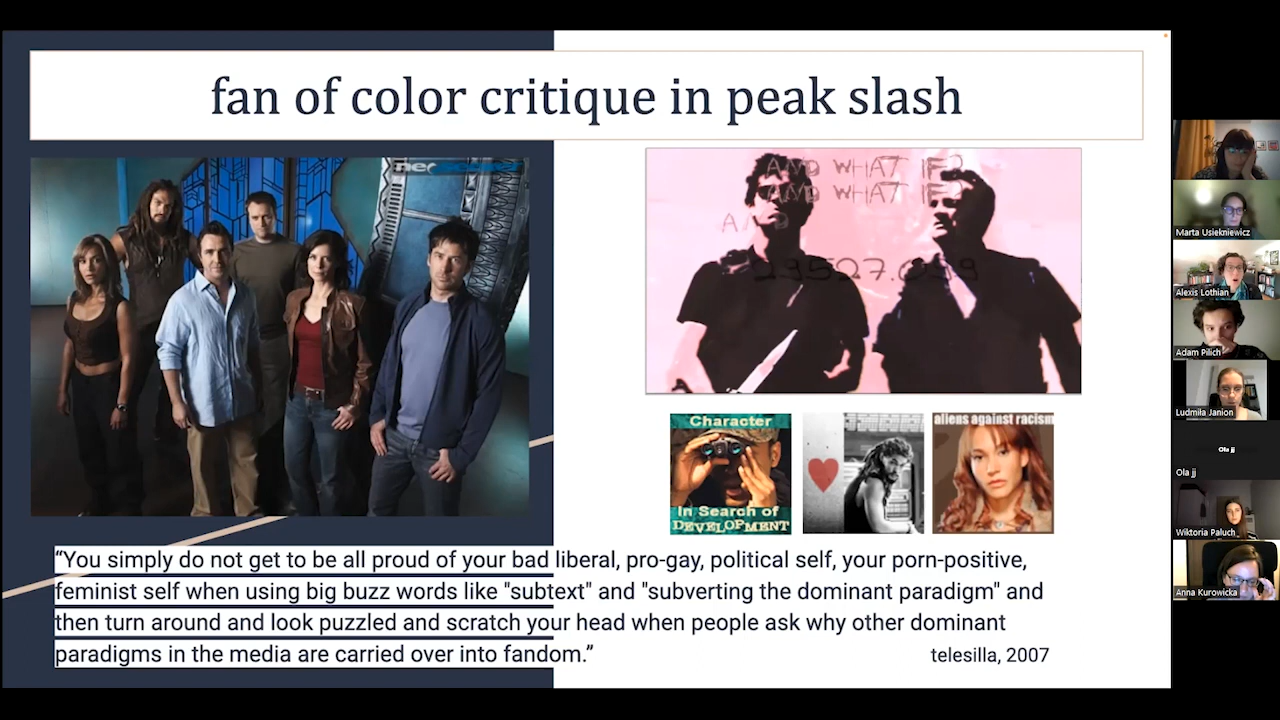 fan of color critique in peak slash
AND WHAT IF?
AND WHAT IF?
AND
Character
In Search of
DEVELOPMENT
aliens against racism
“You simply do not get to be all proud of your bad liberal, pro-gay, political self, your porn-positive,
feminist self when using big buzz words like "subtext" and "subverting the dominant paradigm" and
then turn around and look puzzled and scratch your head when people ask why other dominant
paradigms in the media are carried over into fandom.”
telesilla, 2007
Marta Usiekniewicz
Alexis Lothian
Adam Pilich
Ludmiła Janion
Ola jj
Ola jj
Wiktoria Paluch
Anna Kurowicka